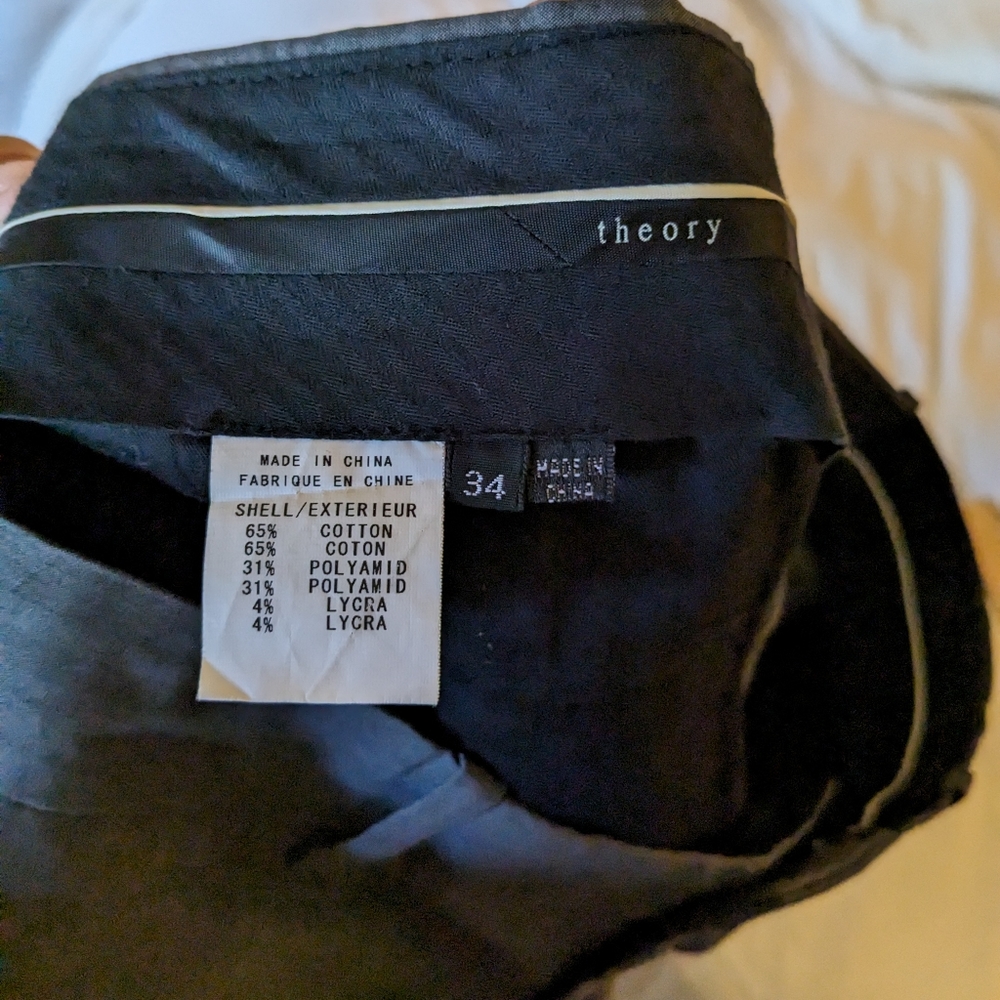 theory
MADE IN CHINA
FABRIQUE EN CHINE
SHELL/EXTERIEUR
65% COTTON
65% COTON
31% POLYAMID
31% POLYAMID
4% LYCRA
4% LYCRA
34
MADE IN
CHINA